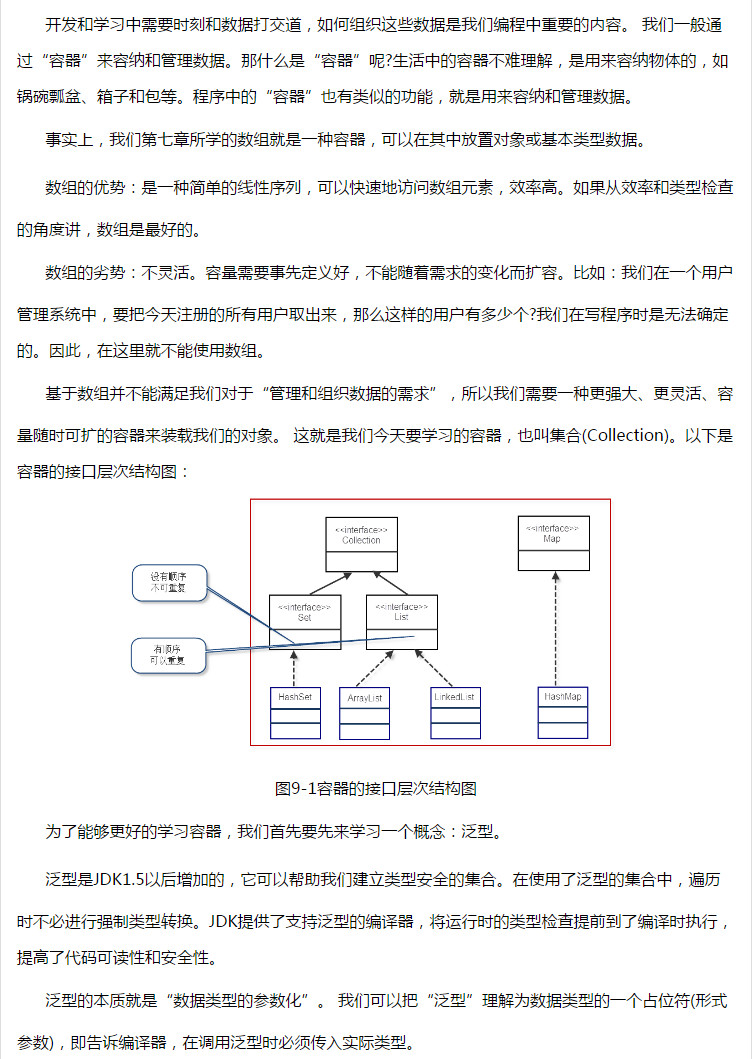 开发和学习中需要时刻和数据打交道，如何组织这些数据是我们编程中重要的内容。 我们一般通
过“容器”来容纳和管理数据。那什么是“容器”呢?生活中的容器不难理解，是用来容纳物体的，如
锅碗瓢盆、箱子和包等。程序中的“容器”也有类似的功能，就是用来容纳和管理数据。
事实上，我们第七章所学的数组就是一种容器，可以在其中放置对象或基本类型数据。
数组的优势：是一种简单的线性序列，可以快速地访问数组元素，效率高。如果从效率和类型检查
的角度讲，数组是最好的。
数组的劣势：不灵活。容量需要事先定义好，不能随着需求的变化而扩容。比如：我们在一个用户
管理系统中，要把今天注册的所有用户取出来，那么这样的用户有多少个?我们在写程序时是无法确定
的。因此，在这里就不能使用数组。
基于数组并不能满足我们对于“管理和组织数据的需求”，所以我们需要一种更强大、更灵活、容
量随时可扩的容器来装载我们的对象。 这就是我们今天要学习的容器，也叫集合(Collection)。以下是
容器的接口层次结构图：
<<interface>>
Collection
<<interface>>
Map
没有顺序
不可重复
<<interface>>
Set
<<interface>>
List
有顺序
可以重复
HashSet
ArrayList
LinkedList
HashMap
图9-1容器的接口层次结构图
为了能够更好的学习容器，我们首先要先来学习一个概念：泛型。
泛型是JDK1.5以后增加的，它可以帮助我们建立类型安全的集合。在使用了泛型的集合中，遍历
时不必进行强制类型转换。JDK提供了支持泛型的编译器，将运行时的类型检查提前到了编译时执行，
提高了代码可读性和安全性。
泛型的本质就是“数据类型的参数化”。 我们可以把“泛型”理解为数据类型的一个占位符(形式
参数)，即告诉编译器，在调用泛型时必须传入实际类型。